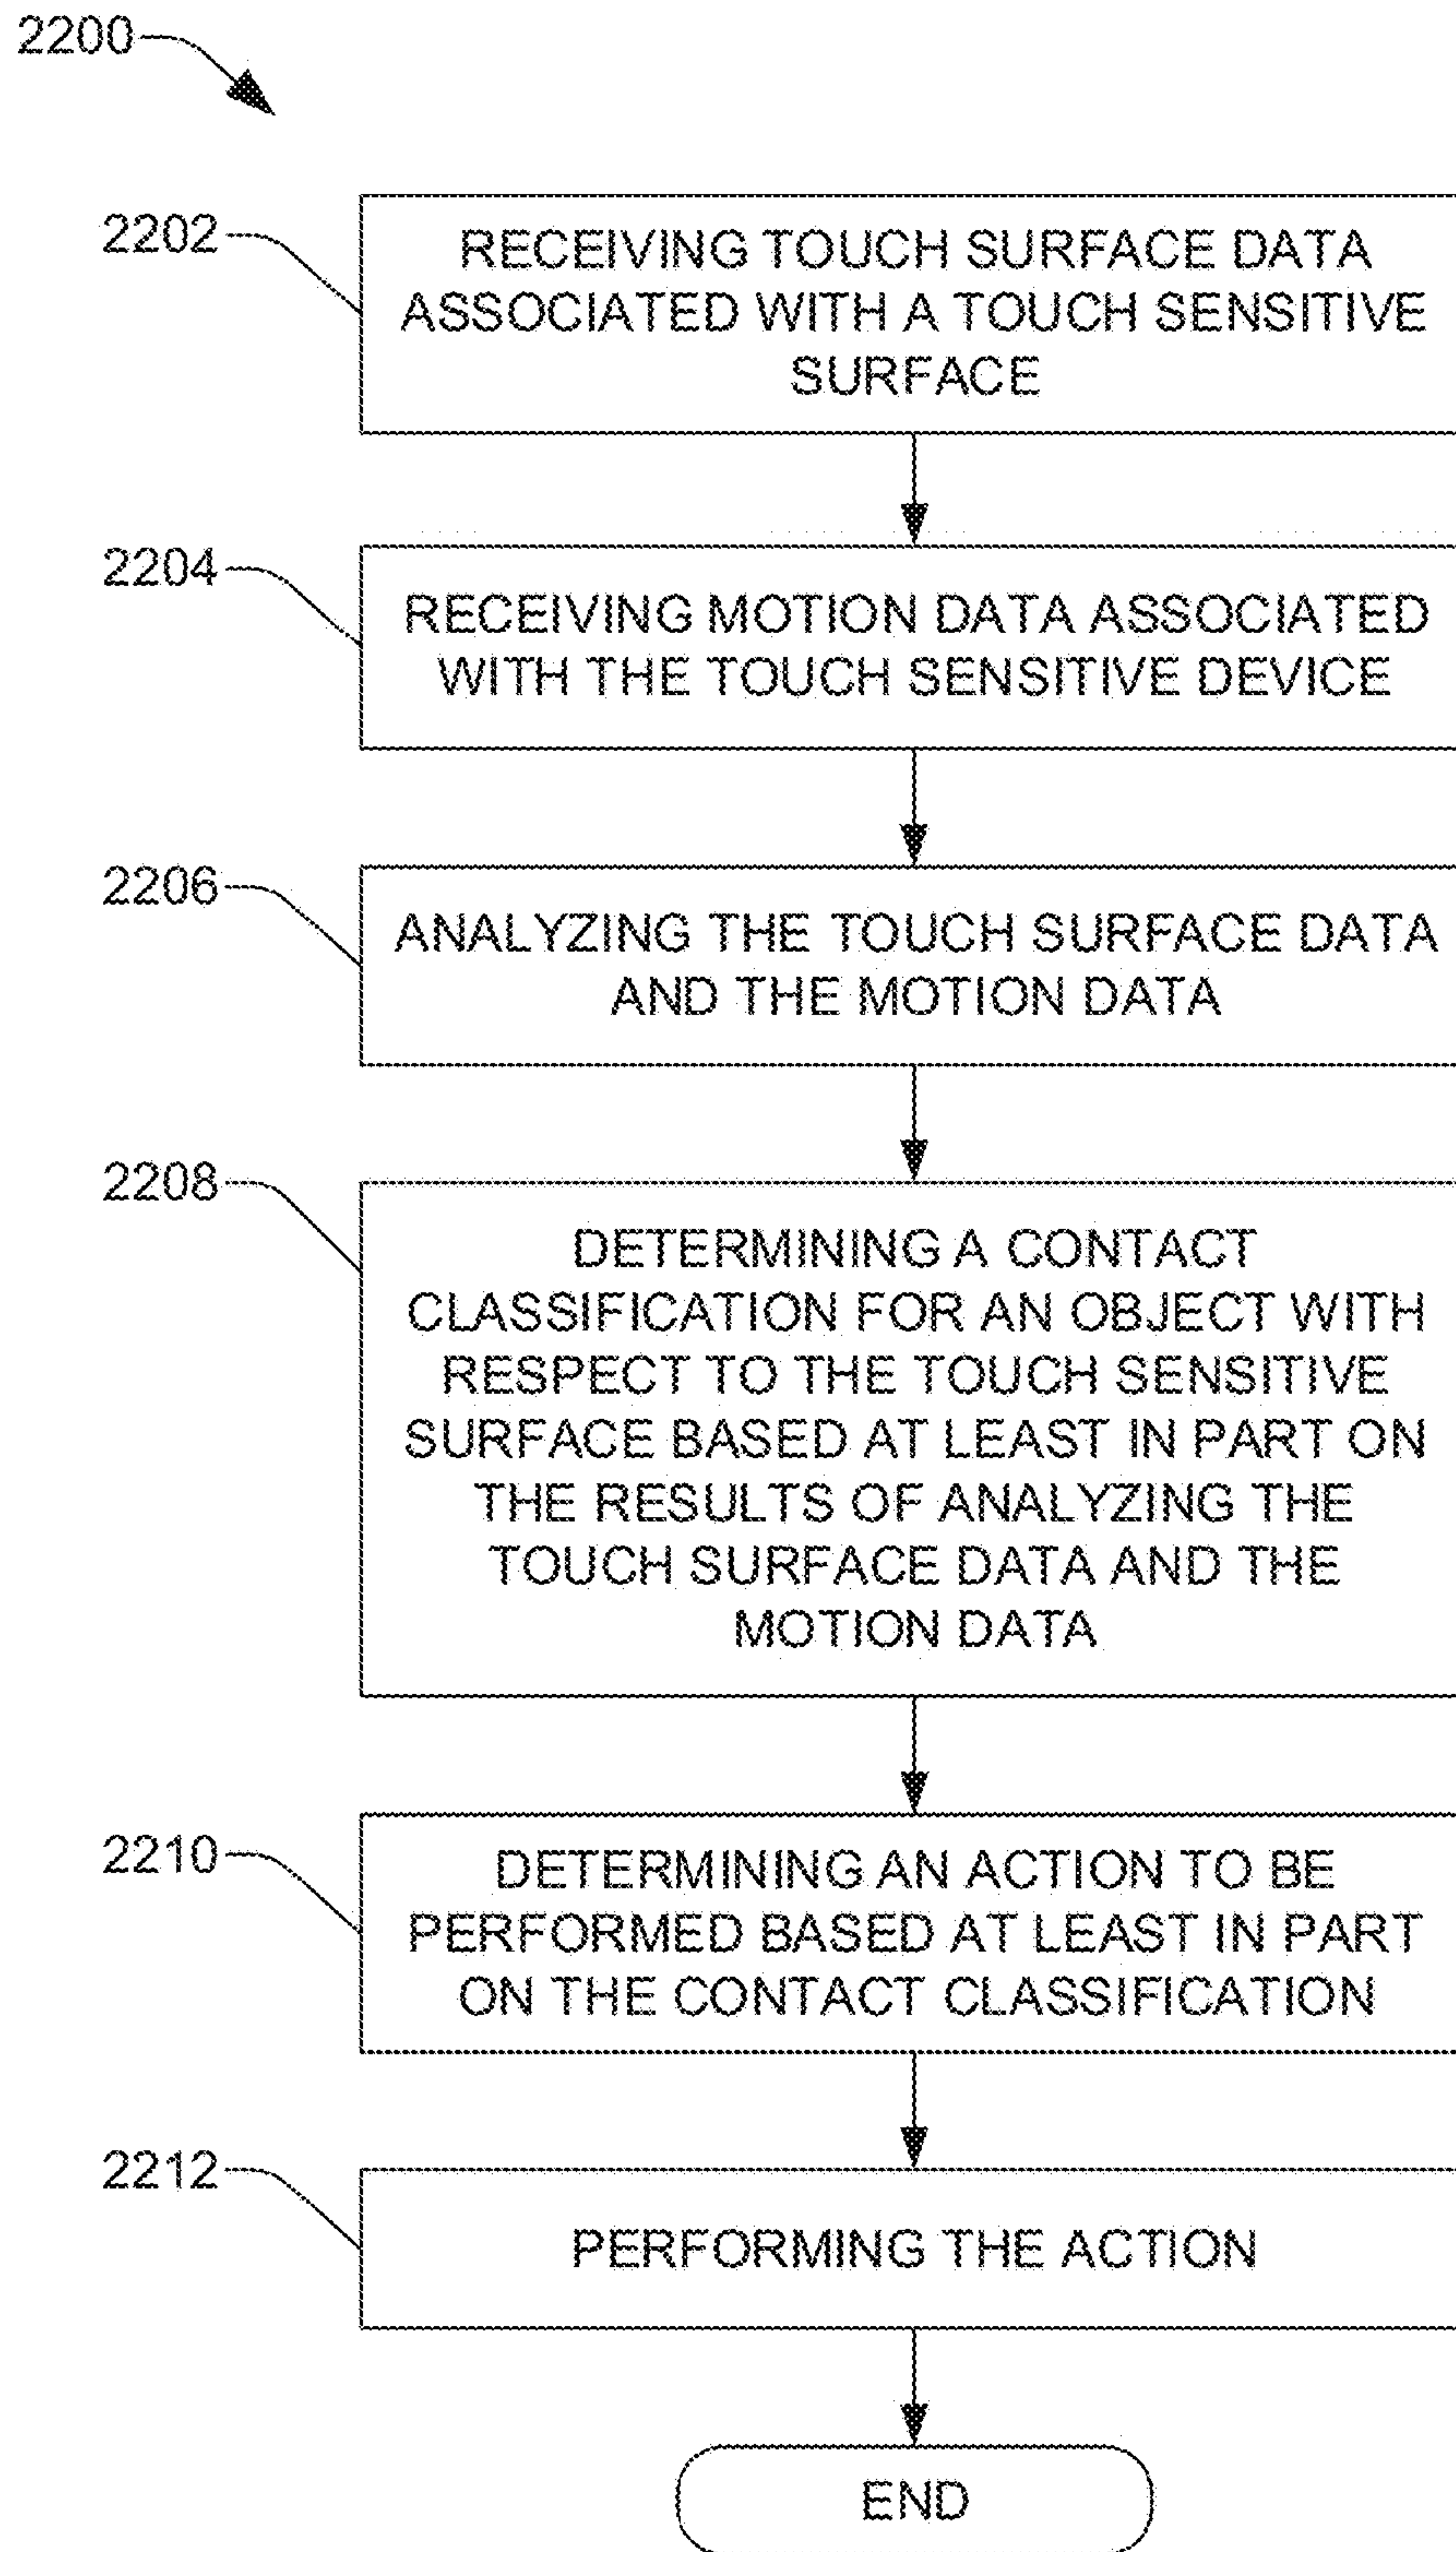 2200
2202
RECEIVING TOUCH SURFACE DATA
ASSOCIATED WITH A TOUCH SENSITIVE
SURFACE
2204
RECEIVING MOTION DATA ASSOCIATED
WITH THE TOUCH SENSITIVE DEVICE
2206
ANALYZING THE TOUCH SURFACE DATA
AND THE MOTION DATA
2208
DETERMINING A CONTACT
CLASSIFICATION FOR AN OBJECT WITH
RESPECT TO THE TOUCH SENSITIVE
SURFACE BASED AT LEAST IN PART ON
THE RESULTS OF ANALYZING THE
TOUCH SURFACE DATA AND THE
MOTION DATA
2210
DETERMINING AN ACTION TO BE
PERFORMED BASED AT LEAST IN PART
ON THE CONTACT CLASSIFICATION
2212
PERFORMING THE ACTION
END